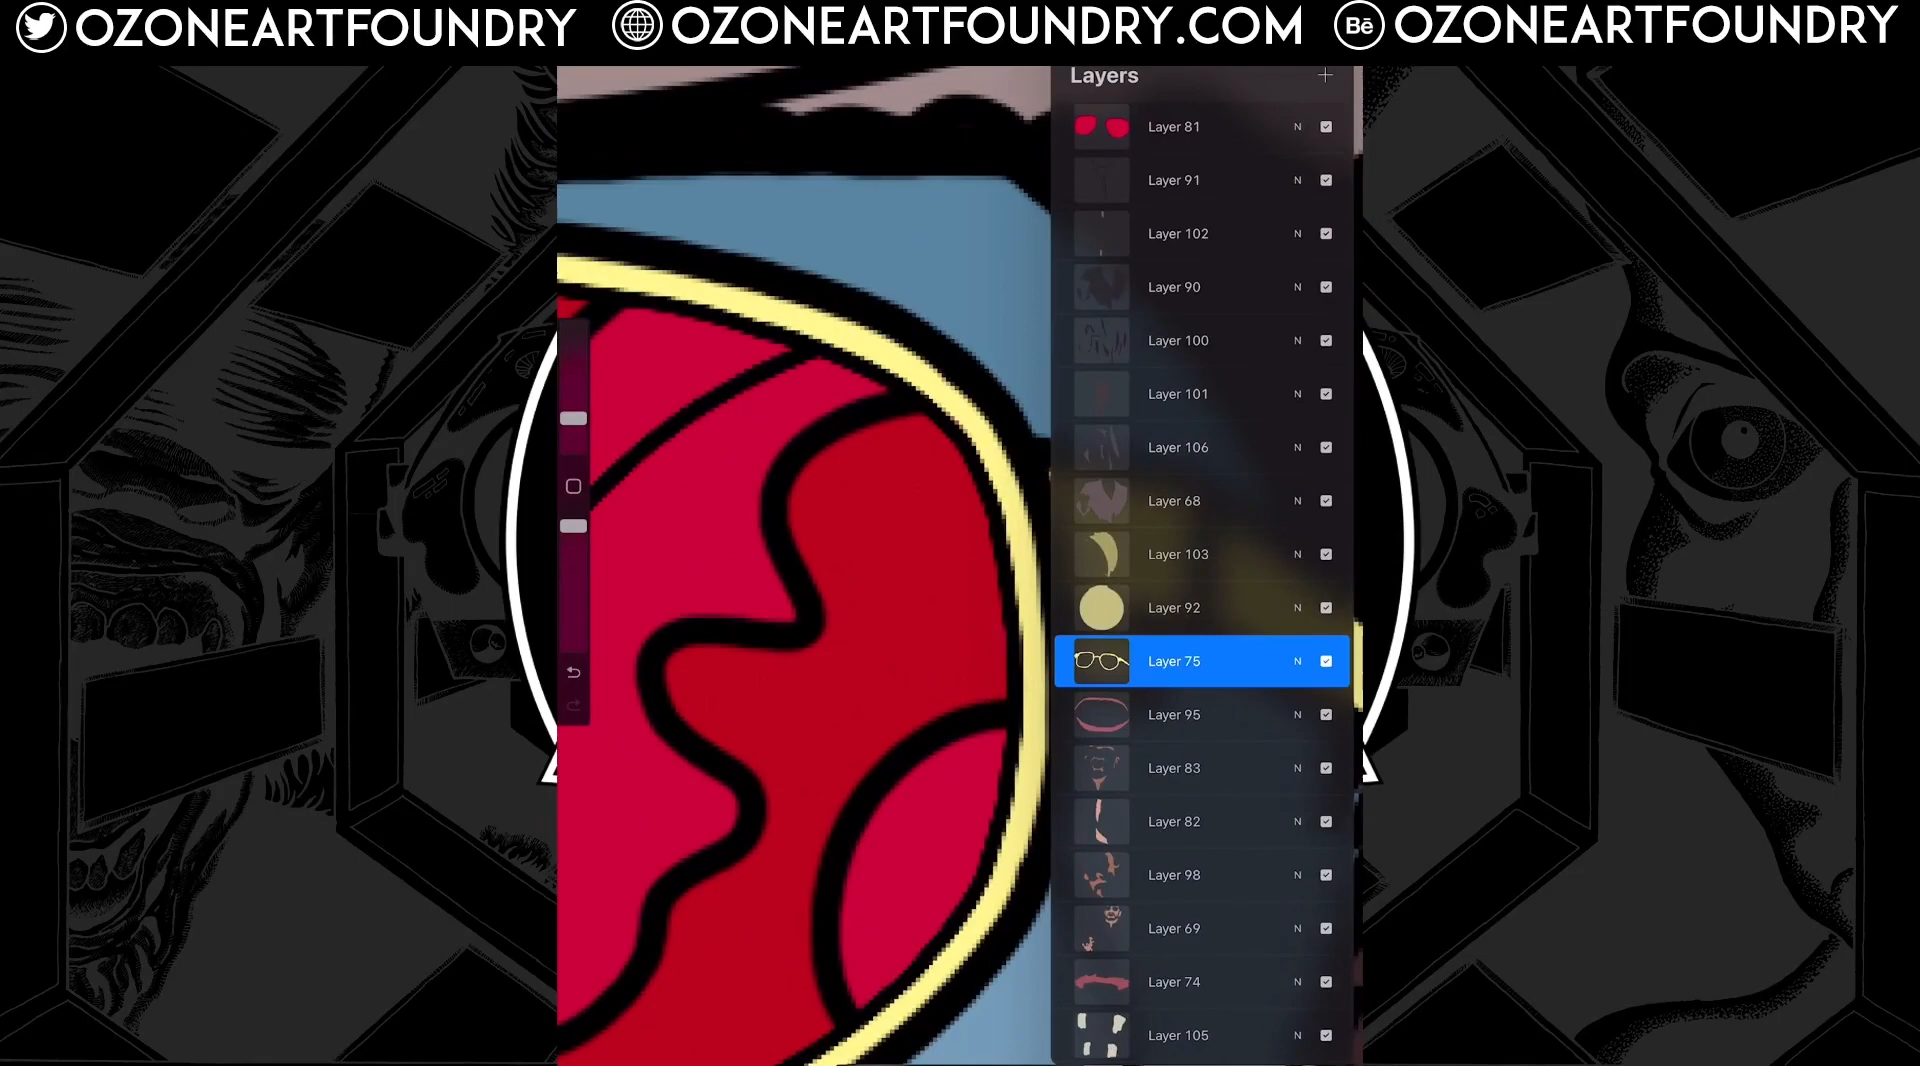 OZONEARTFOUNDRY
OZONEARTFOUNDRY.COM
Bē OZONEARTFOUNDRY
Layers
Layer 81 N
Layer 91 N
Layer 102 N
Layer 90 N
Layer 100 N
Layer 101 N
Layer 106 N
Layer 68 N
Layer 103 N
Layer 92 N
Layer 75 N
Layer 95 N
Layer 83 N
Layer 82 N
Layer 98 N
Layer 69 N
Layer 74 N
Layer 105 N